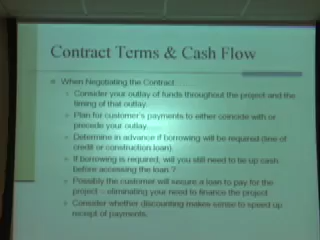 Contract Terms & Cash Flow
When Negotiating the Contract
Consider your outlay of funds throughout the project and the
timing of that outlay.
Plan for customer's payments to either coincide with or
precede your outlay.
Determine in advance if borrowing will be required (line of
credit or construction loan).
If borrowing is required, will you still need to tie up cash
before accessing the loan ?
Possibly the customer will secure a loan to pay for the
project – eliminating your need to finance the project.
Consider whether discounting makes sense to speed up
receipt of payments.